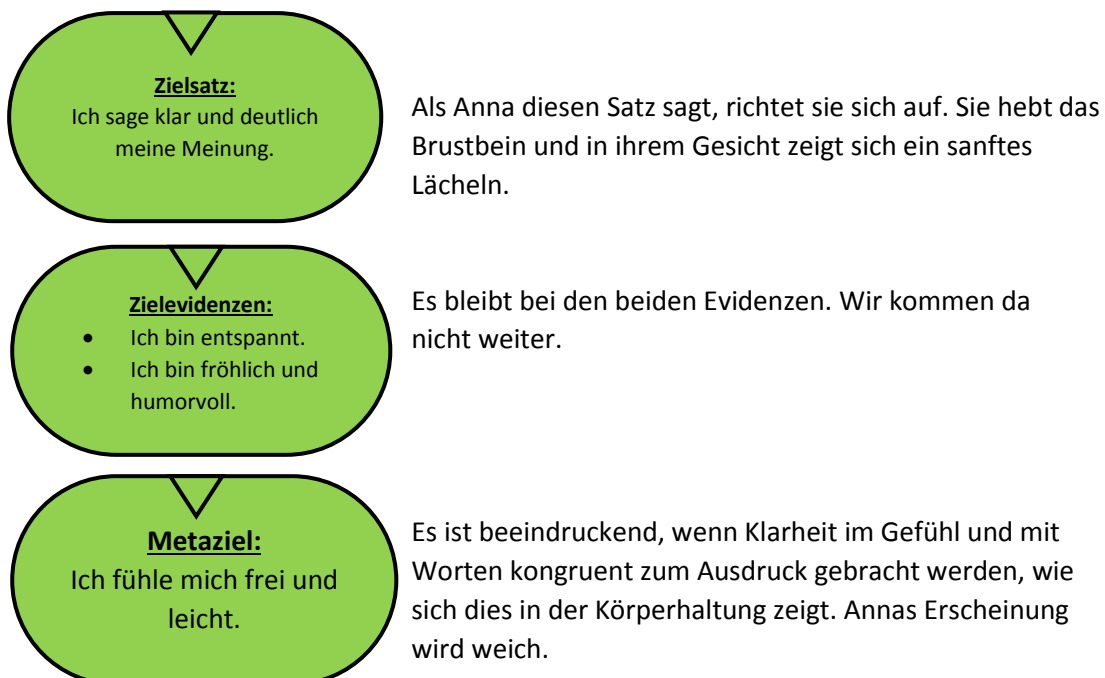 Zielsatz:
Ich sage klar und deutlich
meine Meinung.
Als Anna diesen Satz sagt, richtet sie sich auf. Sie hebt das
Brustbein und in ihrem Gesicht zeigt sich ein sanftes
Lächeln.
Zielevidenzen:
• Ich bin entspannt.
• Ich bin fröhlich und
humorvoll.
Es bleibt bei den beiden Evidenzen. Wir kommen da
nicht weiter.
Metaziel:
Ich fühle mich frei und
leicht.
Es ist beeindruckend, wenn Klarheit im Gefühl und mit
Worten kongruent zum Ausdruck gebracht werden, wie
sich dies in der Körperhaltung zeigt. Annas Erscheinung
wird weich.